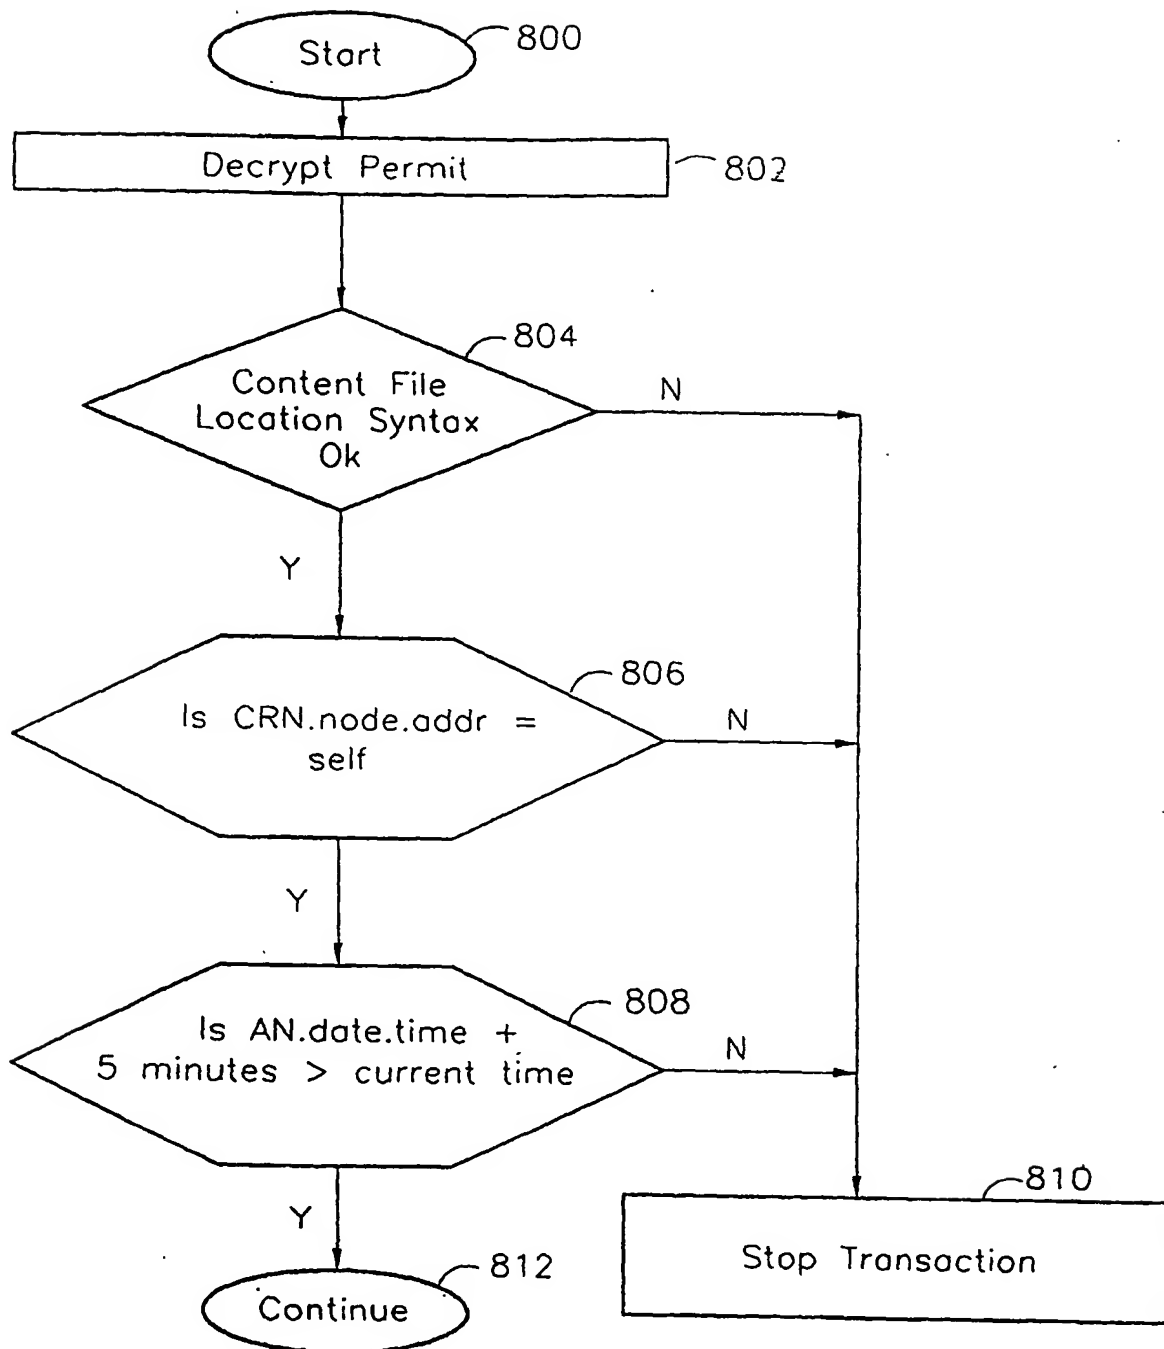 Start
800
Decrypt Permit
802
804
Content File
Location Syntax
Ok
N
Y
806
Is CRN.node.addr =
self
N
Y
808
Is AN.date.time +
5 minutes > current time
N
Y
810
Stop Transaction
812
Continue